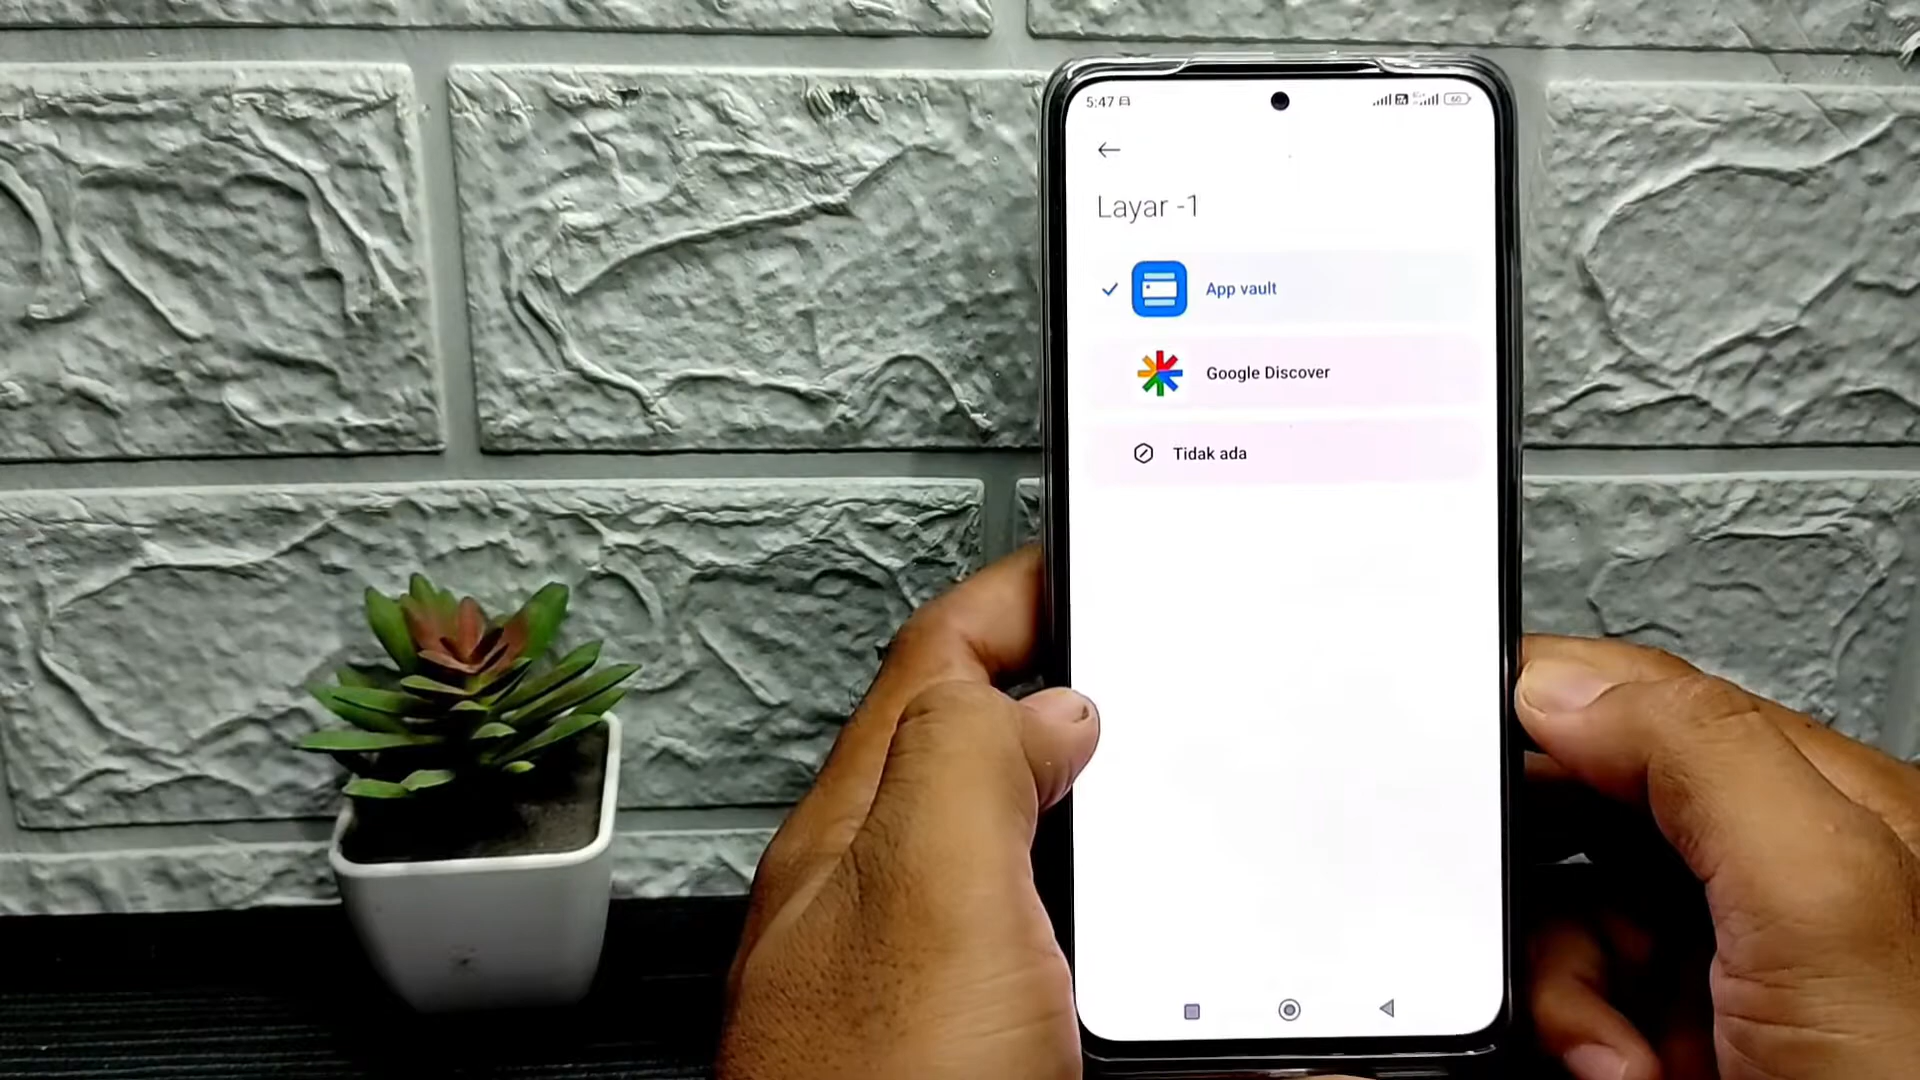 5:47
Layar -1
App vault
Google Discover
Tidak ada